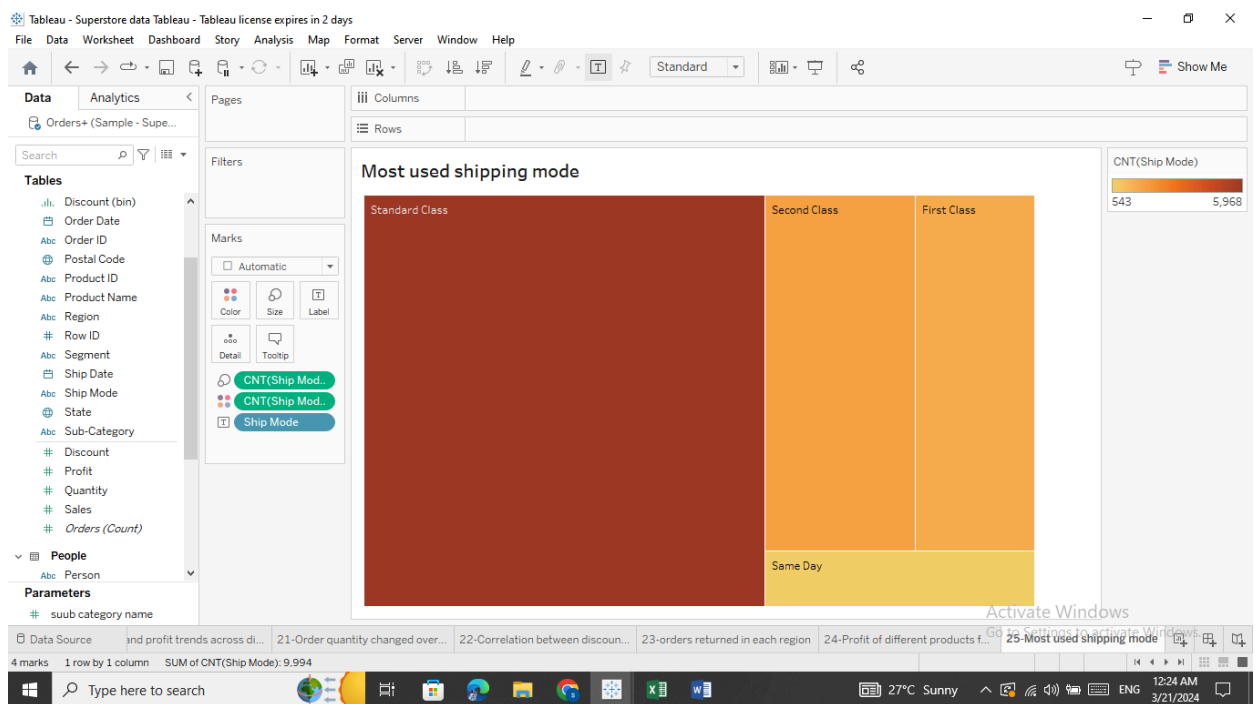 Tableau - Superstore data Tableau - Tableau license expires in 2 days
File Data Worksheet Dashboard Story Analysis Map Format Server Window Help
Standard
Show Me
Data Analytics
Orders+ (Sample - Supe...
Search
Tables
Discount (bin)
Order Date
Abc Order ID
Postal Code
Abc Product ID
Abc Product Name
Abc Region
# Row ID
Abc Segment
Ship Date
Abc Ship Mode
State
Abc Sub-Category
# Discount
# Profit
# Quantity
# Sales
# Orders (Count)
People
Abc Person
Parameters
# suub category name
Pages
Filters
Marks
Automatic
Color Size Label
Detail Tooltip
CNT(Ship Mod..
CNT(Ship Mod..
Ship Mode
Columns
Rows
Most used shipping mode
Standard Class
Second Class
First Class
Same Day
CNT(Ship Mode)
543 5,968
Activate Windows
Go to Settings to activate Windows.
Data Source
and profit trends across di...
21-Order quantity changed over...
22-Correlation between discoun...
23-orders returned in each region
24-Profit of different products f...
25-Most used shipping mode
4 marks 1 row by 1 column SUM of CNT(Ship Mode): 9,994
Type here to search
27°C Sunny
ENG
12:24 AM
3/21/2024